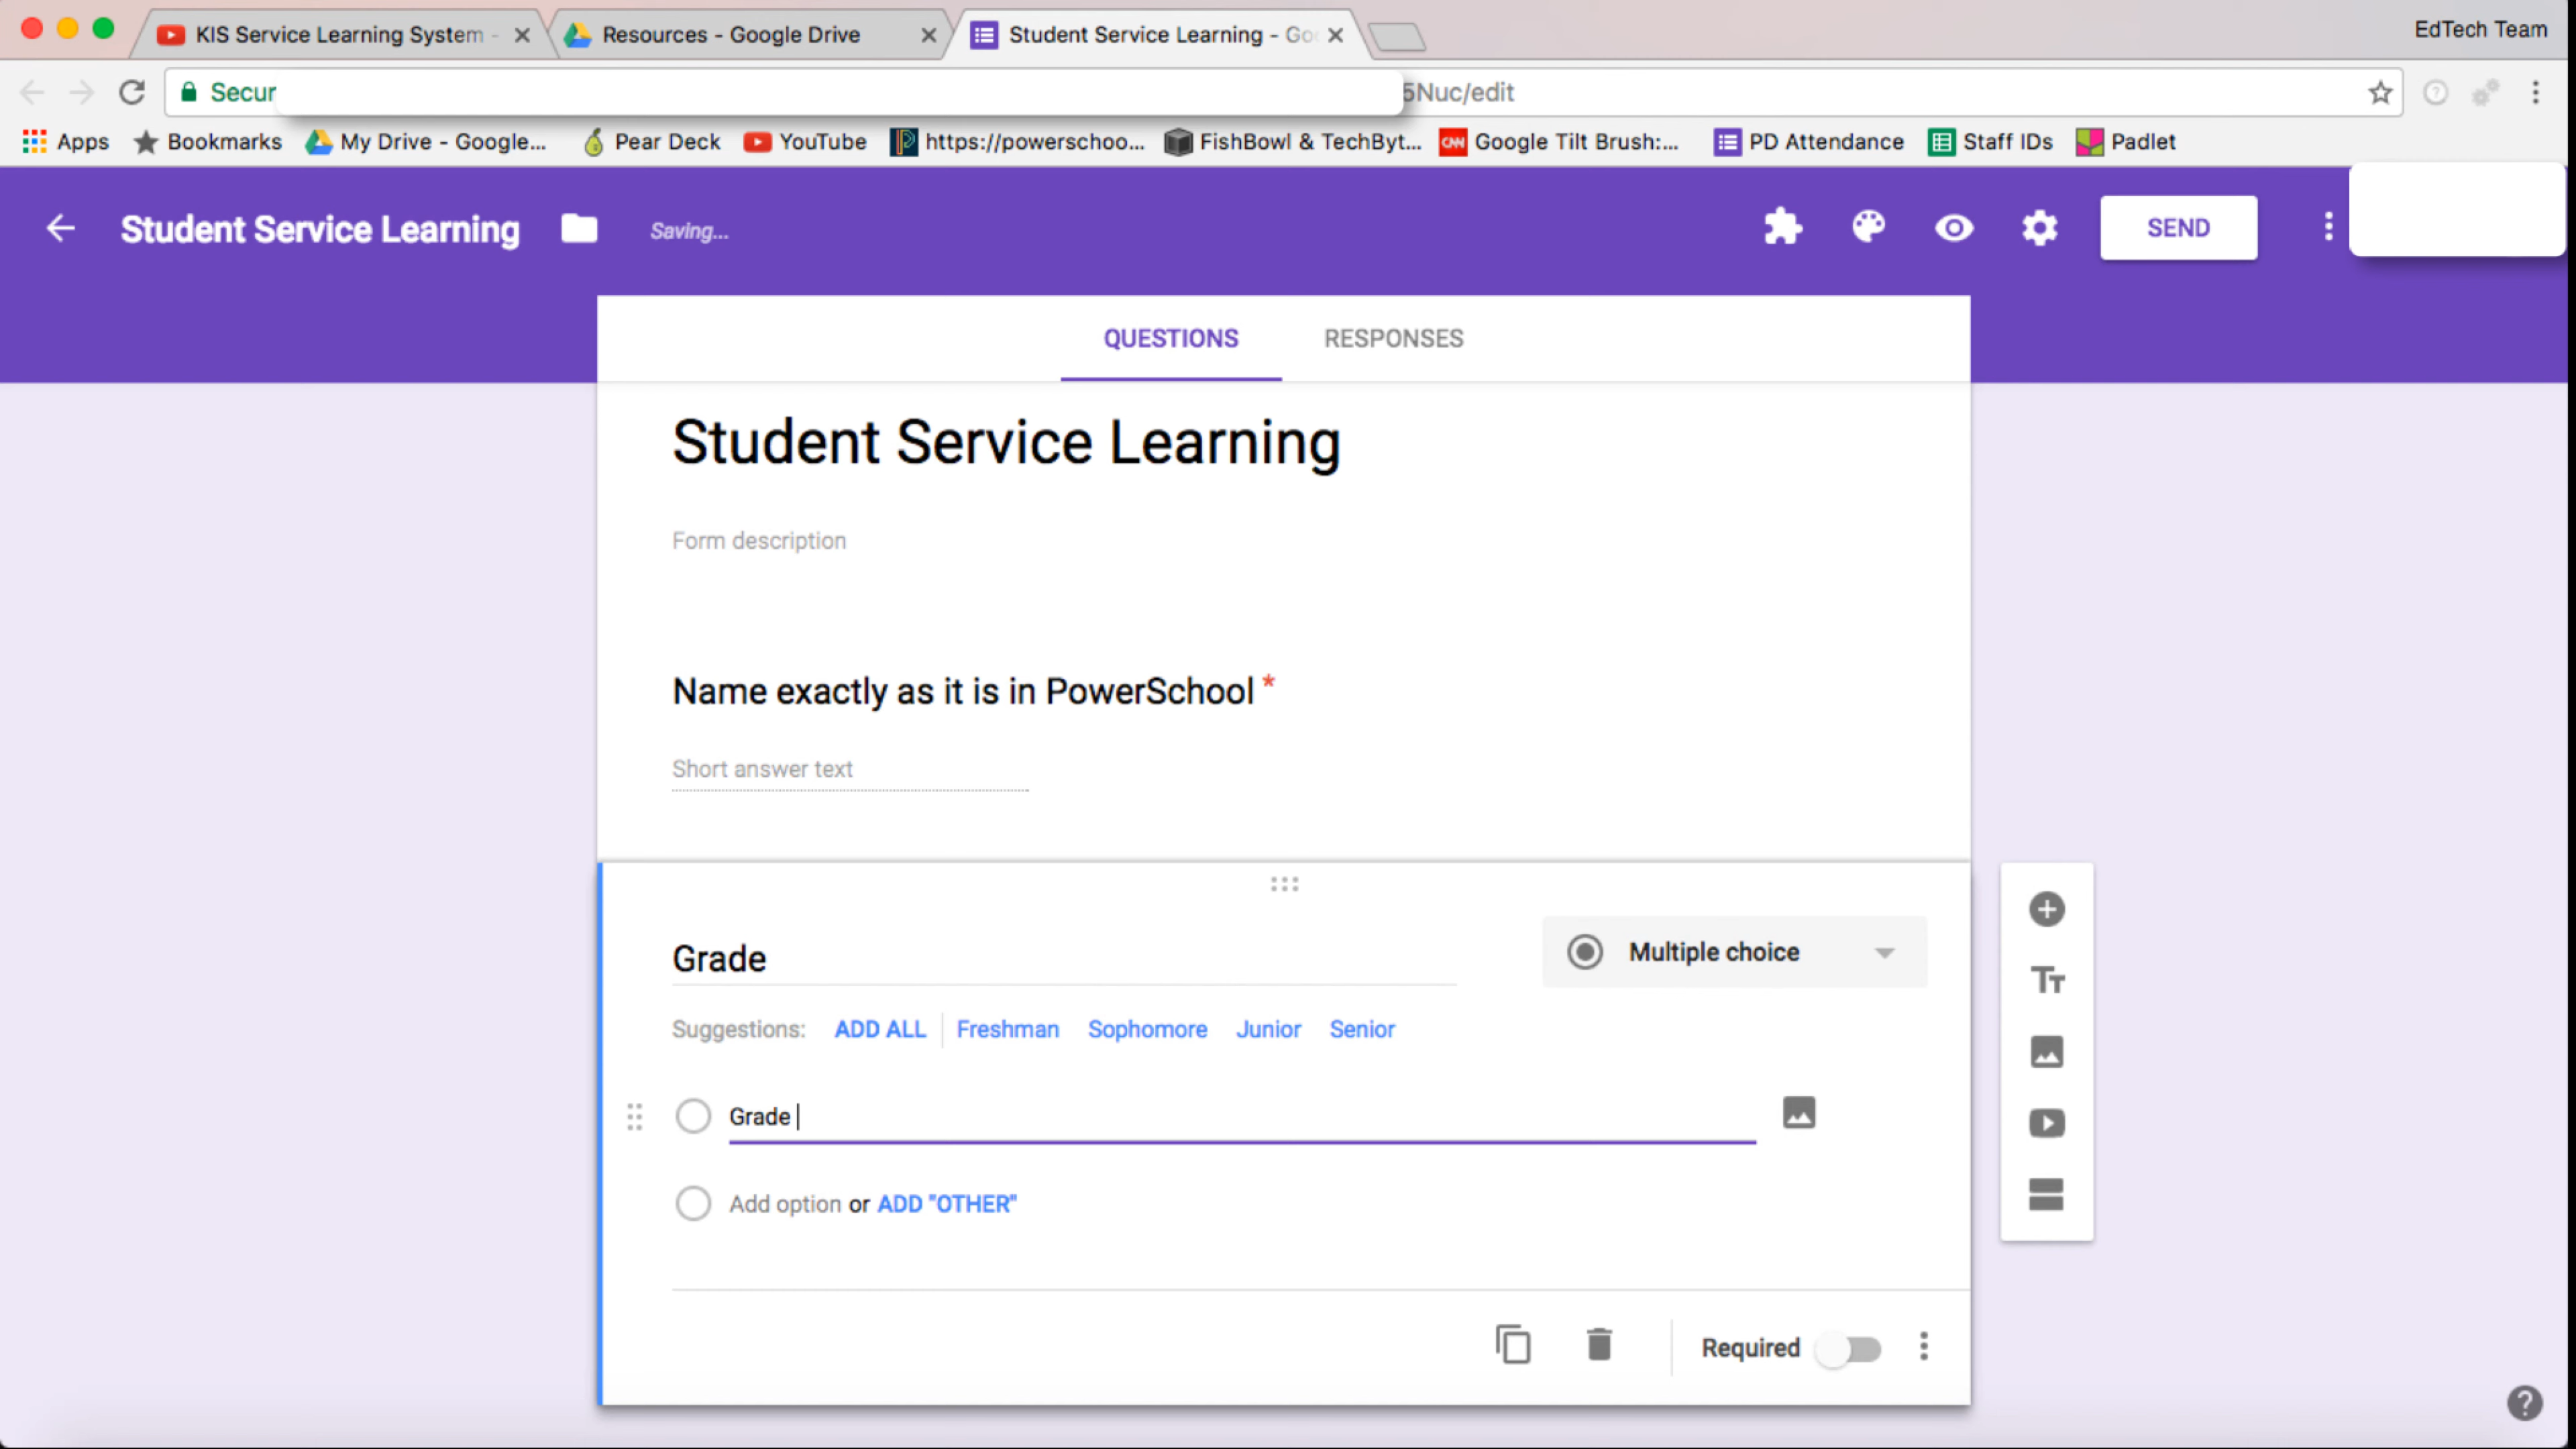 KIS Service Learning System - Resources - Google Drive Student Service Learning - Goo EdTech Team
Secur 5Nuc/edit
Apps Bookmarks My Drive - Google... Pear Deck YouTube https://powerschoo... FishBowl & TechByt... CNN Google Tilt Brush:... PD Attendance Staff IDs Padlet
Student Service Learning Saving... SEND
QUESTIONS RESPONSES
Student Service Learning
Form description
Name exactly as it is in PowerSchool *
Short answer text
Grade Multiple choice
Suggestions: ADD ALL Freshman Sophomore Junior Senior
Grade
Add option or ADD "OTHER"
Required